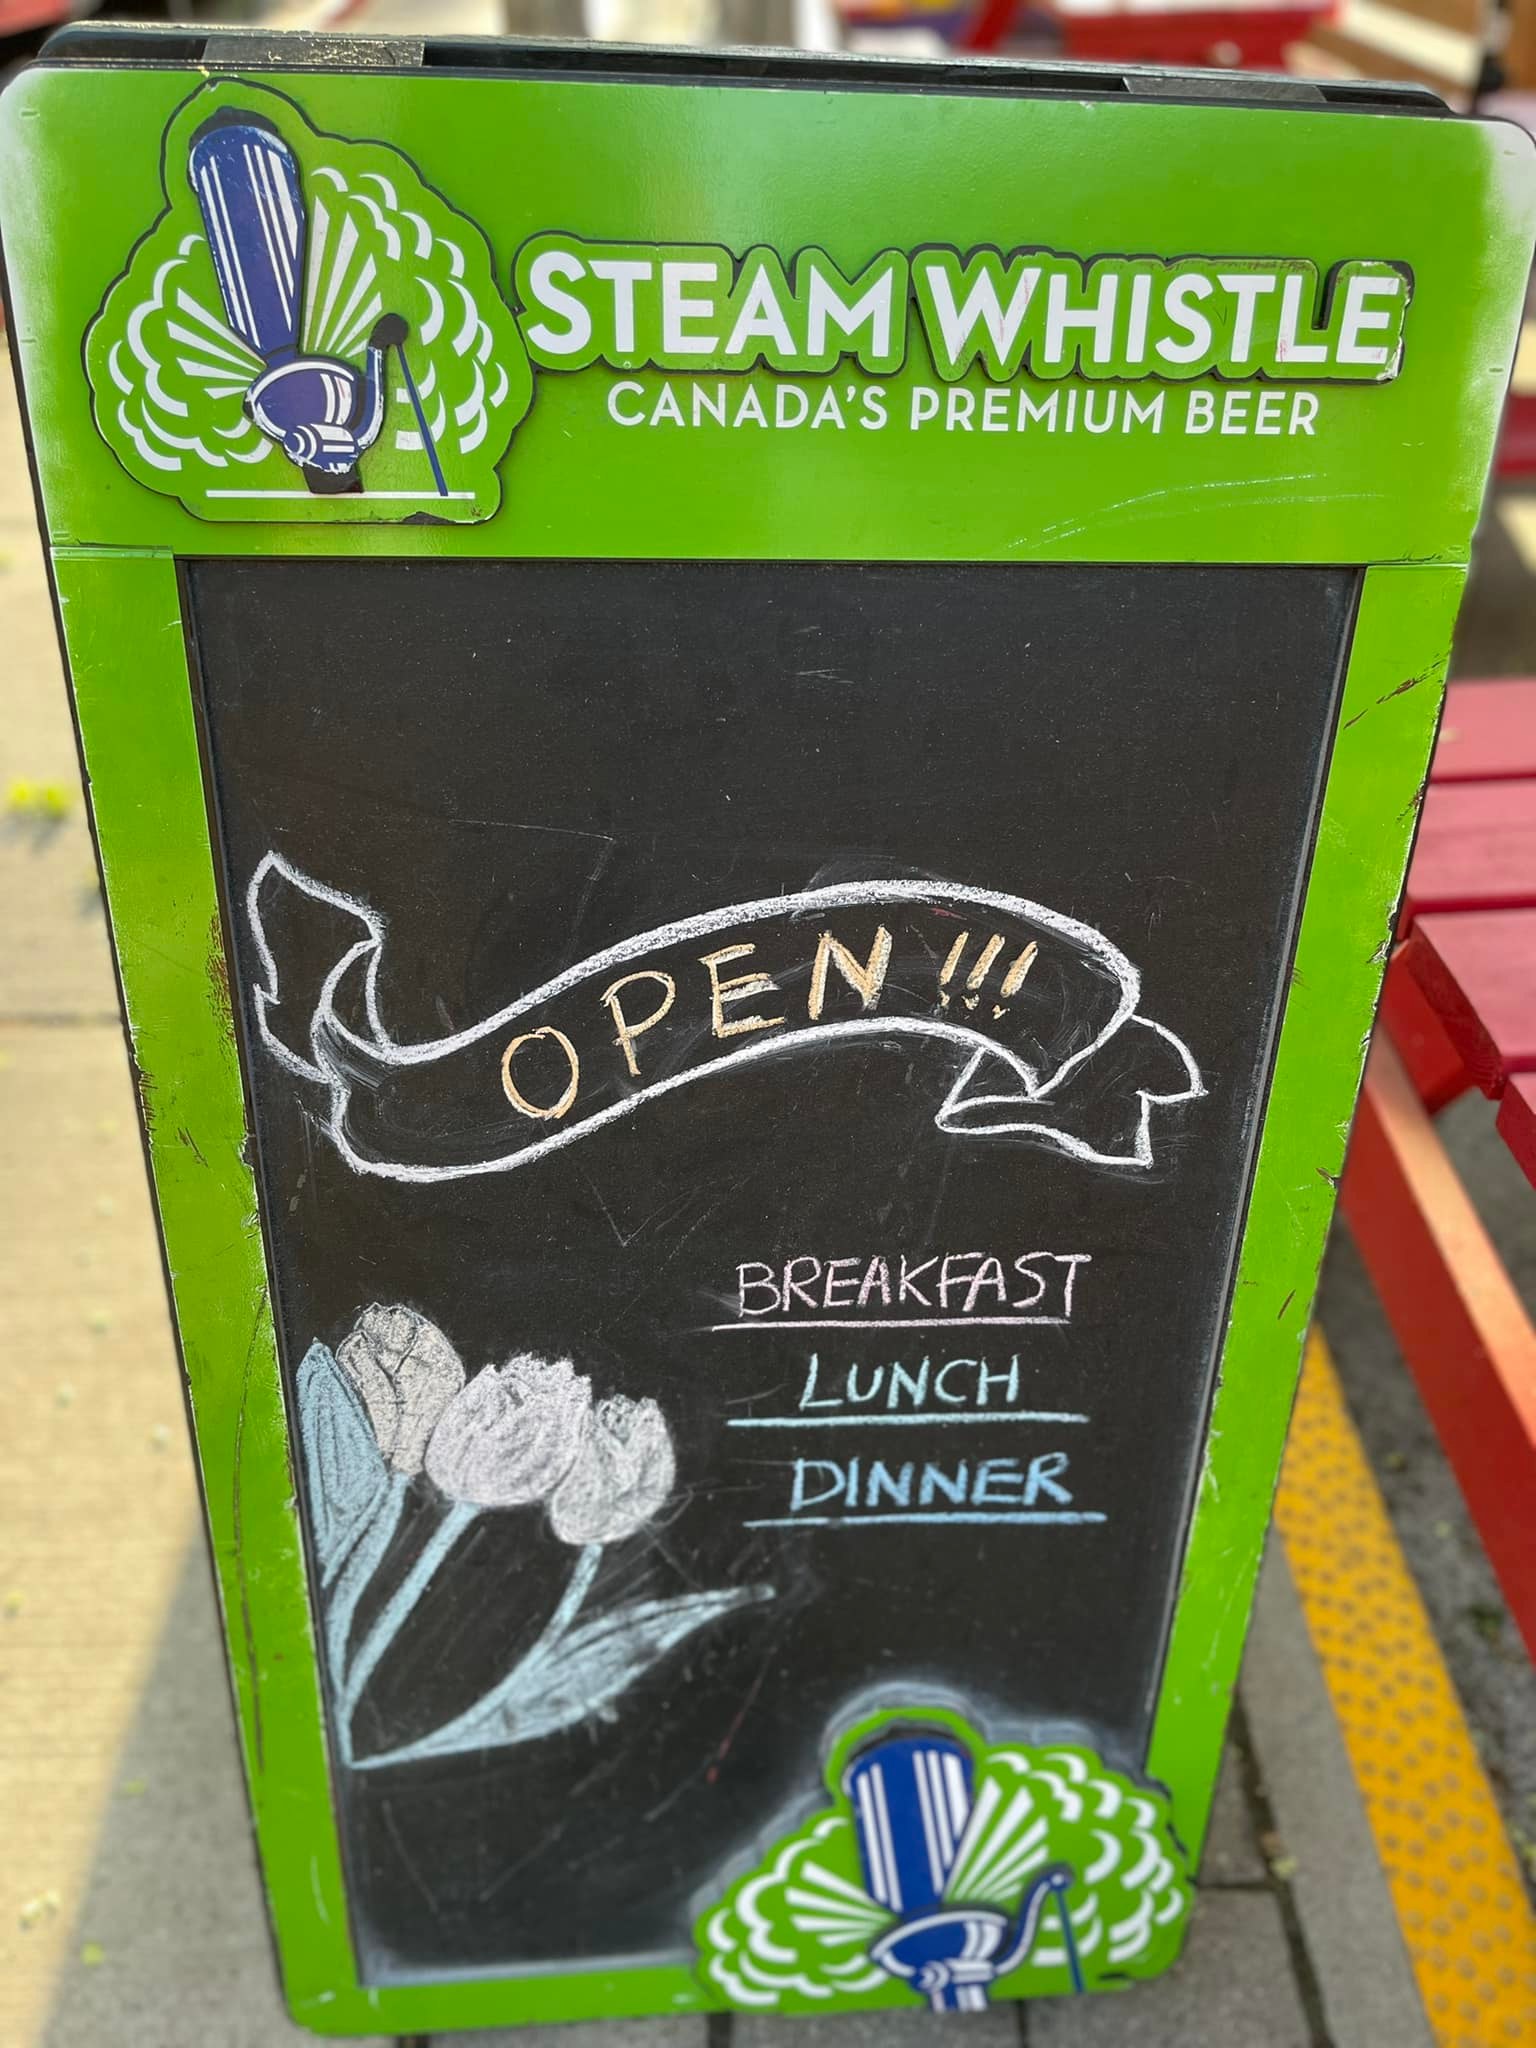 STEAM WHISTLE
CANADA'S PREMIUM BEER
OPEN!!!
BREAKFAST
LUNCH
DINNER